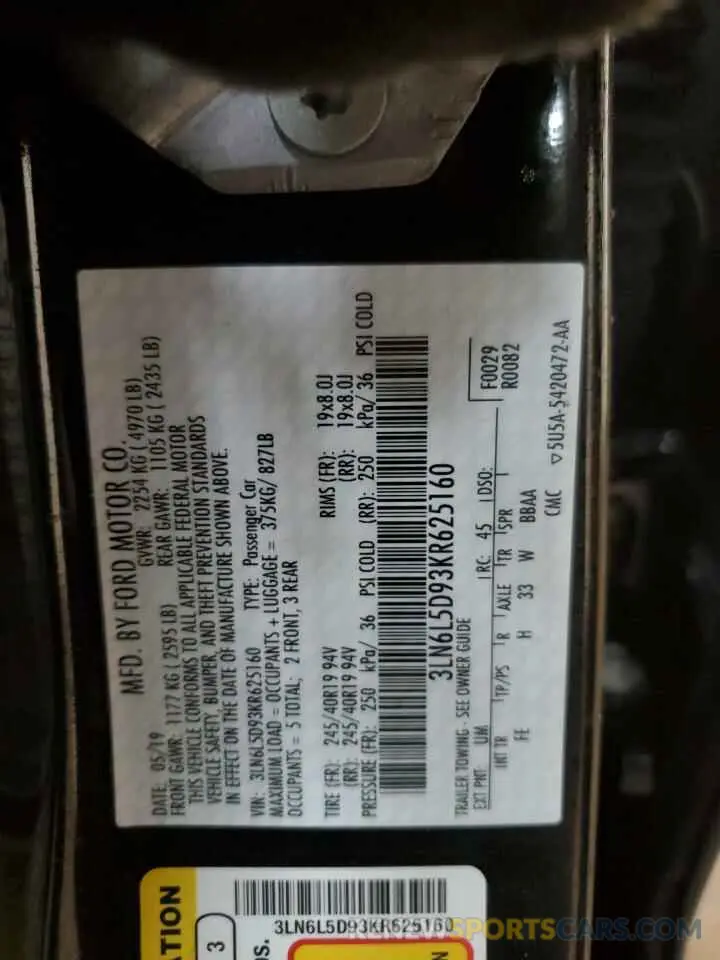 MFD. BY FORD MOTOR CO.
DATE: 05/19 GVWR: 2254 KG ( 4970 LB)
FRONT GAWR: 1177 KG ( 2595 LB) REAR GAWR: 1105 KG ( 2435 LB)
THIS VEHICLE CONFORMS TO ALL APPLICABLE FEDERAL MOTOR
VEHICLE SAFETY, BUMPER, AND THEFT PREVENTION STANDARDS
IN EFFECT ON THE DATE OF MANUFACTURE SHOWN ABOVE.
VIN: 3LN6L5D93KR625160 TYPE: Passenger Car
MAXIMUM LOAD = OCCUPANTS + LUGGAGE = 375KG/ 827LB
OCCUPANTS = 5 TOTAL; 2 FRONT, 3 REAR
TIRE (FR): 245/40R19 94V RIMS (FR): 19x8.0J
(RR): 245/40R19 94V (RR): 19x8.0J
PRESSURE (FR): 250 kPa/ 36 PSI COLD (RR): 250 kPa/ 36 PSI COLD
3LN6L5D93KR625160
TRAILER TOWING - SEE OWNER GUIDE
F0029
R0082
EXT PNT: UM RC: 45 DSO:
INT TR TP/PS R AXLE TR SPR
FE H 33 W BBAA
CMC ▽5U5A-5420472-AA
3LN6L5D93KR625160
3
REPORTSCARS.COM